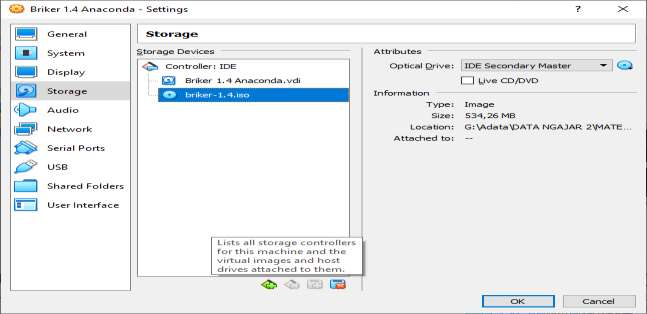 Briker 1.4 Anaconda - Settings
? ×
General
System
Display
Storage
Audio
Network
Serial Ports
USB
Shared Folders
User Interface
Storage
Storage Devices
Controller: IDE
Briker 1.4 Anaconda.vdi
briker-1.4.iso
Lists all storage controllers
for this machine and the
virtual images and host
drives attached to them.
Attributes
Optical Drive: IDE Secondary Master
Live CD/DVD
Information
Type: Image
Size: 534,26 MB
Location: G:\Adata\DATA NGAJAR 2\MATE...
Attached to: --
OK
Cancel